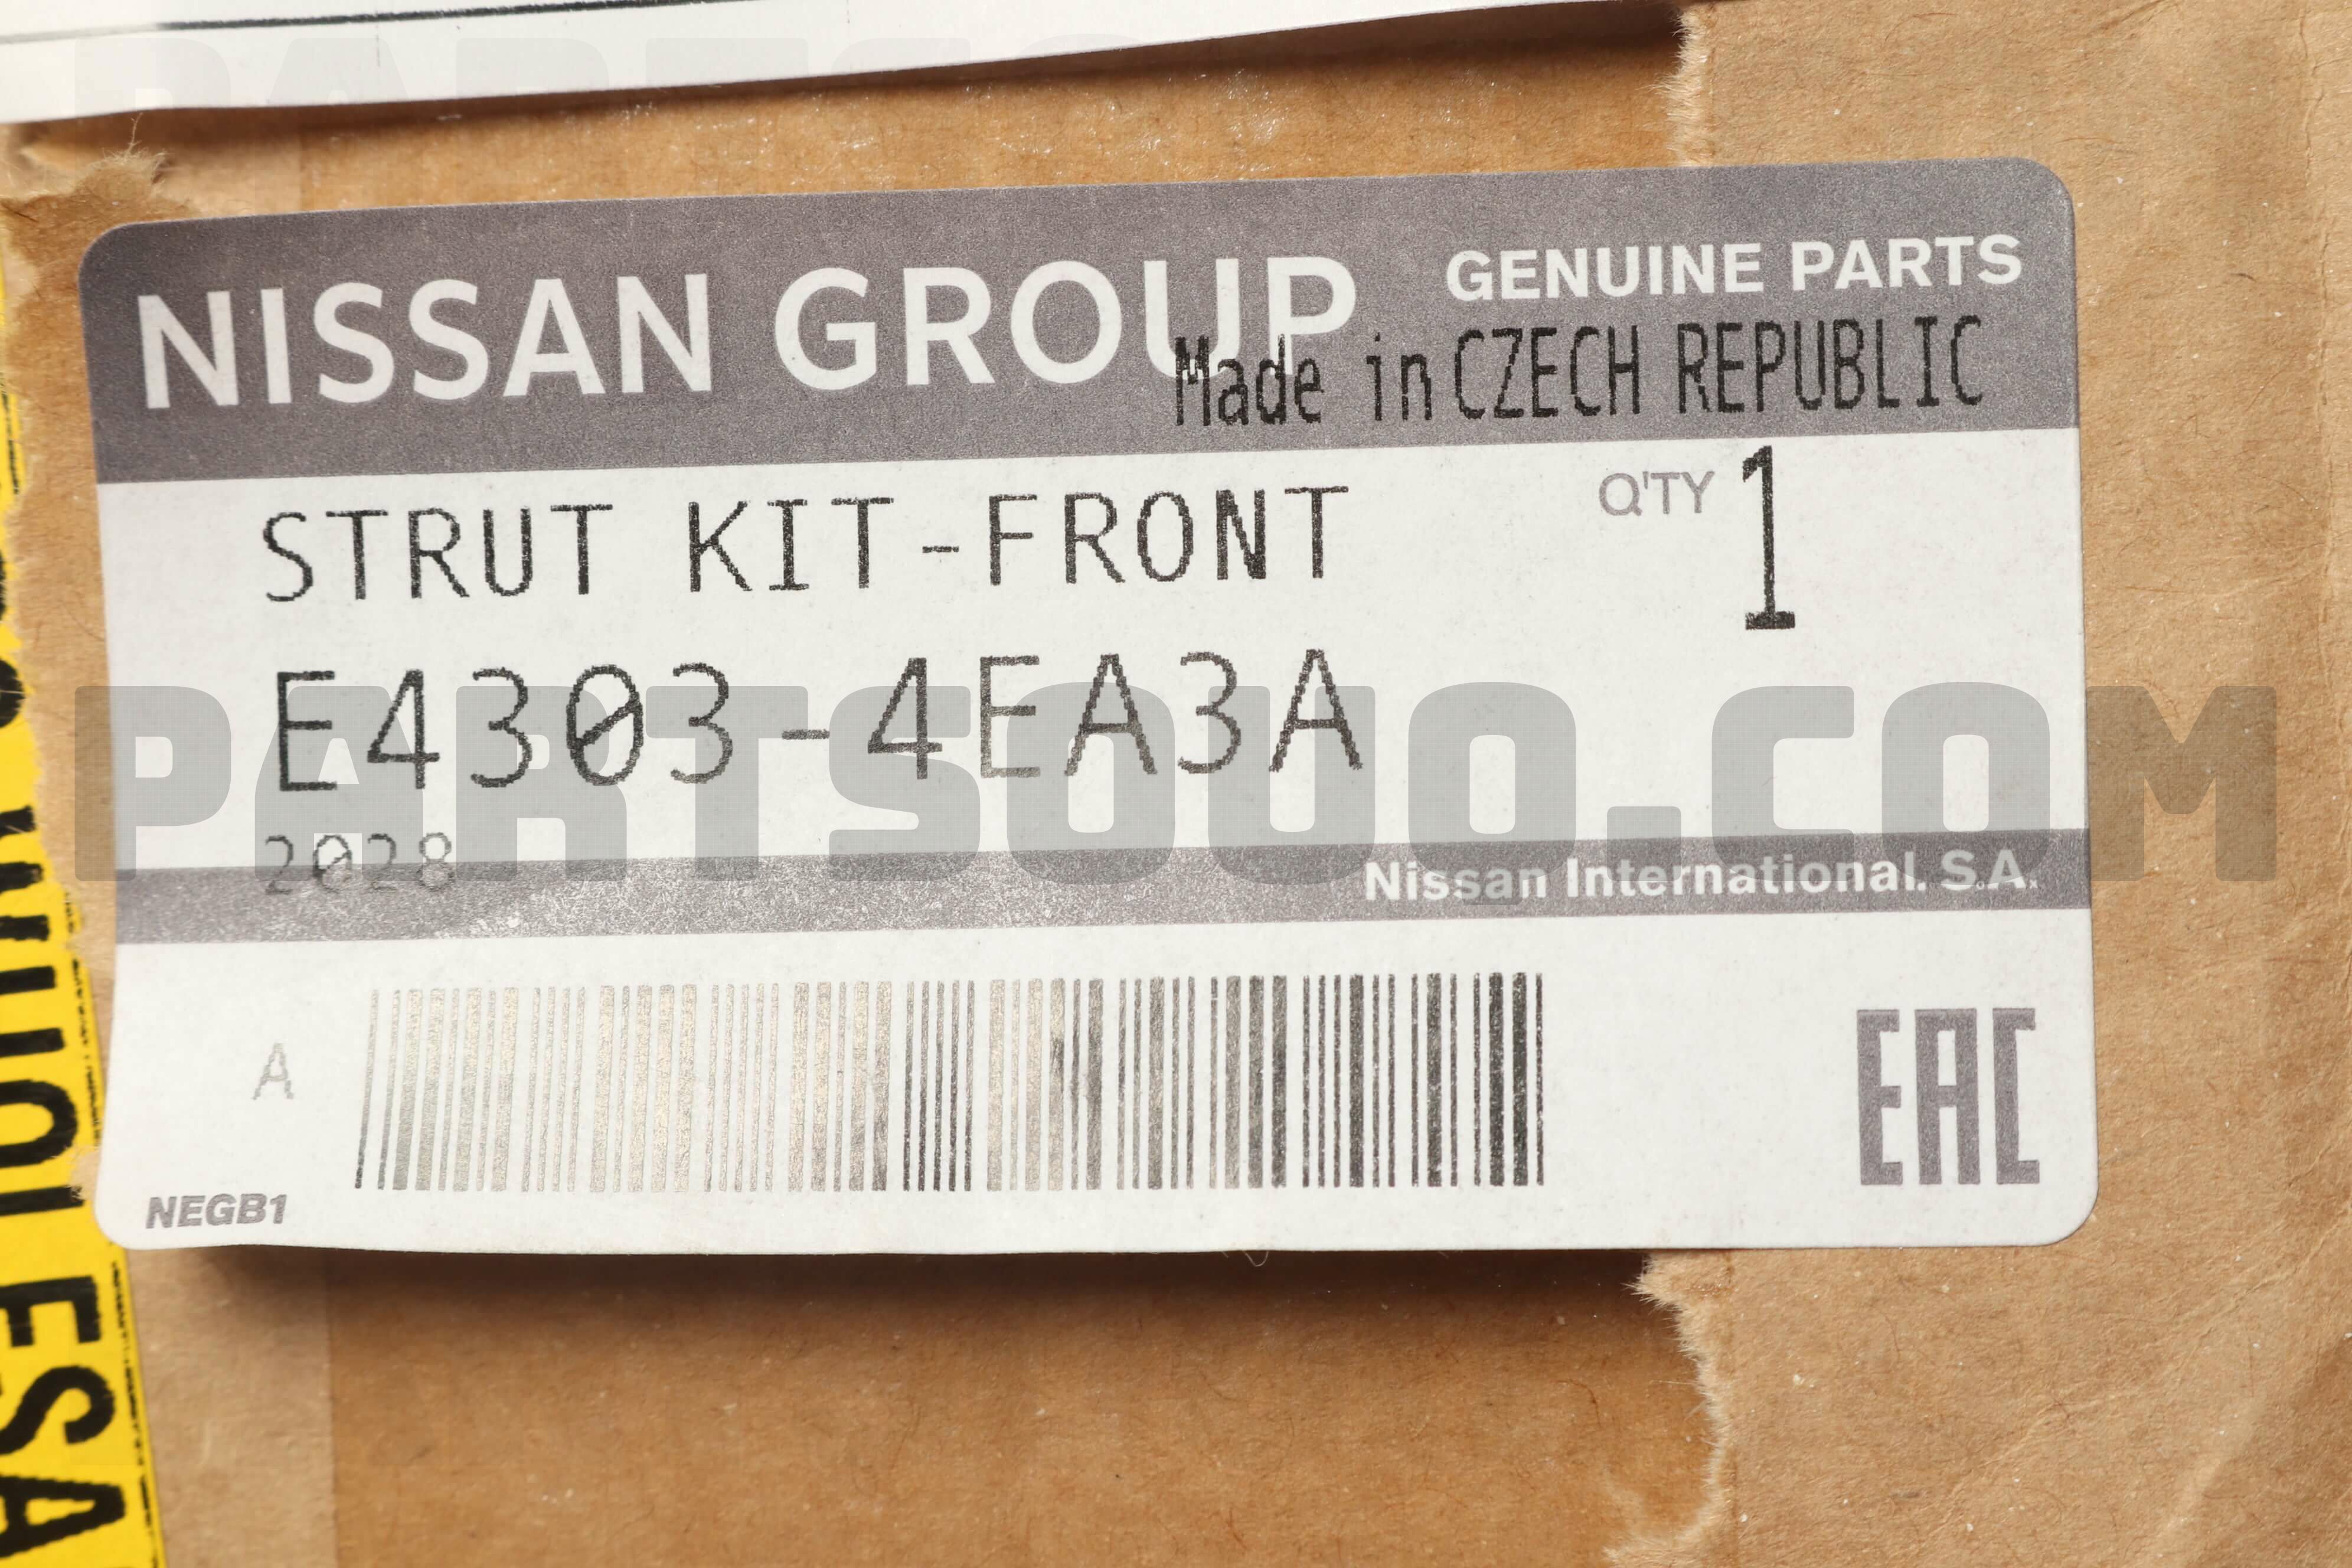 NISSAN GROUP GENUINE PARTS
Made in CZECH REPUBLIC
STRUT KIT-FRONT Q'TY 1
E4303-4EA3A
PARTSOUQ.COM
2028
Nissan International. S.A.
A
EAC
NEGB1